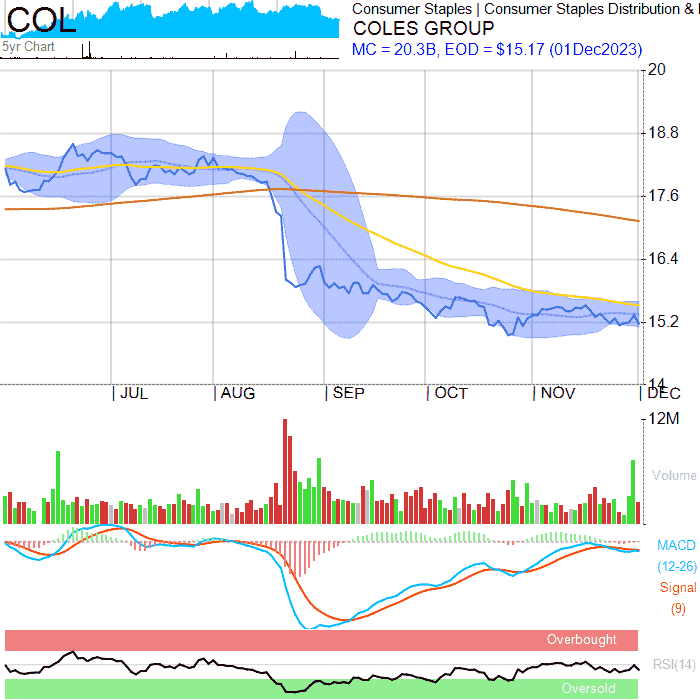 COL
Consumer Staples | Consumer Staples Distribution &
COLES GROUP
5yr Chart
MC = 20.3B, EOD = $15.17 (01Dec2023)
20
18.8
17.6
16.4
15.2
14
JUL AUG SEP OCT NOV DEC
12M
Volume
MACD
(12-26)
Signal
(9)
Overbought
RSI(14)
Oversold